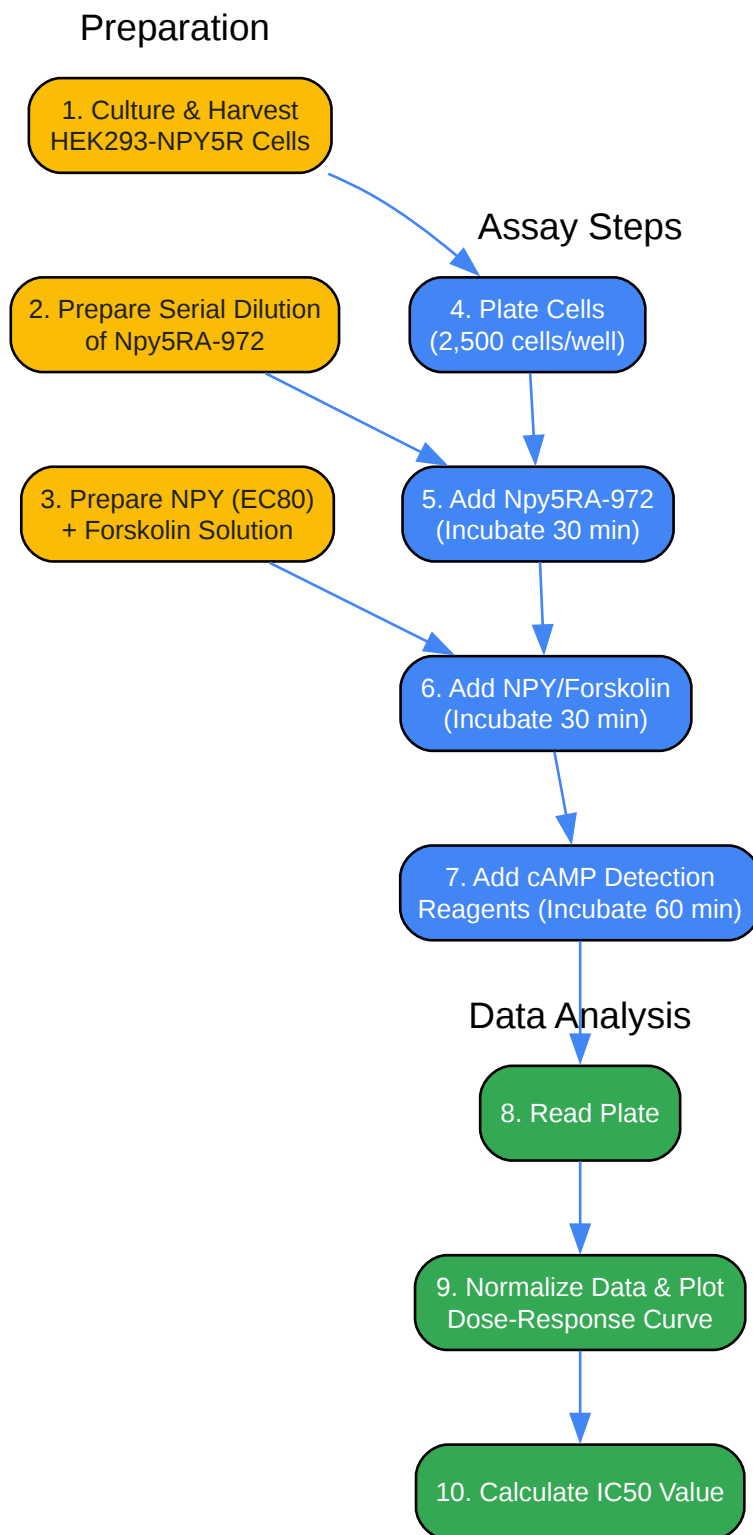 Preparation
1. Culture & Harvest
HEK293-NPY5R Cells
Assay Steps
2. Prepare Serial Dilution
of Npy5RA-972
4. Plate Cells
(2,500 cells/well)
3. Prepare NPY (EC80)
+ Forskolin Solution
5. Add Npy5RA-972
(Incubate 30 min)
6. Add NPY/Forskolin
(Incubate 30 min)
7. Add cAMP Detection
Reagents (Incubate 60 min)
Data Analysis
8. Read Plate
9. Normalize Data & Plot
Dose-Response Curve
10. Calculate IC50 Value